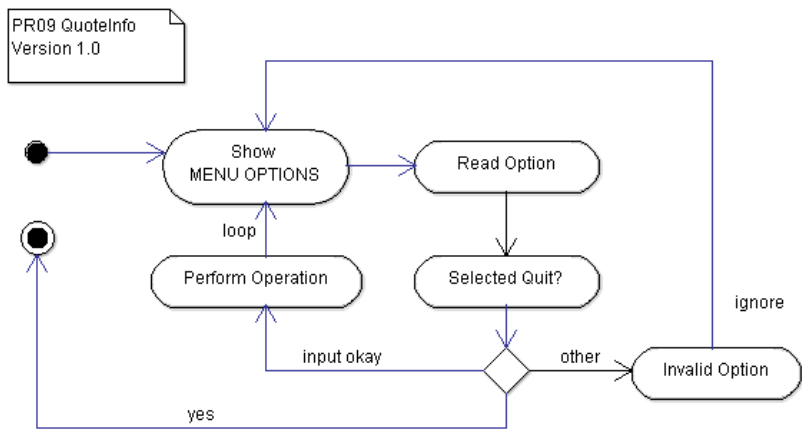 PR09 QuoteInfo
Version 1.0
Show
MENU OPTIONS
Read Option
loop
Perform Operation
Selected Quit?
ignore
input okay
other
Invalid Option
yes